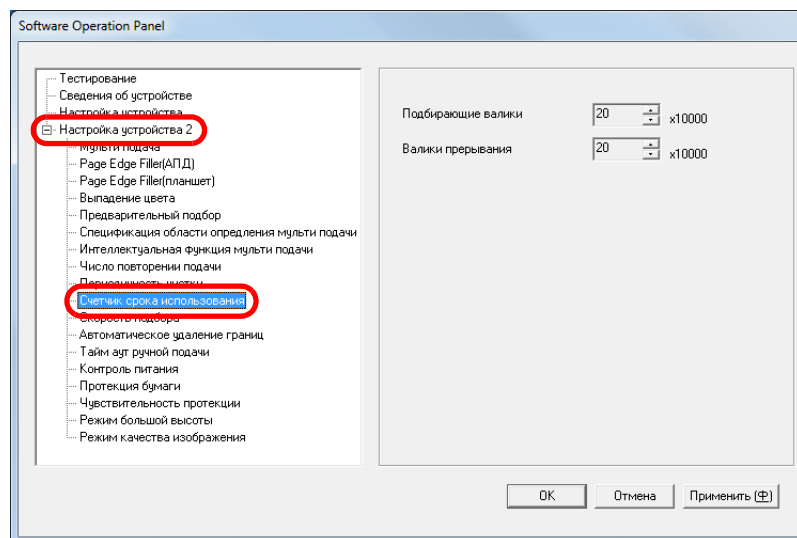 Software Operation Panel
Тестирование
Сведения об устройстве
Настройка устройства
Настройка устройства 2
Мульти подача
Page Edge Filler(АПД)
Page Edge Filler(планшет)
Выпадение цвета
Предварительный подбор
Спецификация области опредления мульти подачи
Интеллектуальная функция мульти подачи
Число повторении подачи
Периодичность чистки
Счетчик срока использования
Скорость подбора
Автоматическое удаление границ
Тайм аут ручной подачи
Контроль питания
Протекция бумаги
Чувствительность протекции
Режим большой высоты
Режим качества изображения
Подбирающие валики 20 x10000
Валики прерывания 20 x10000
OK Отмена Применить (Ф)